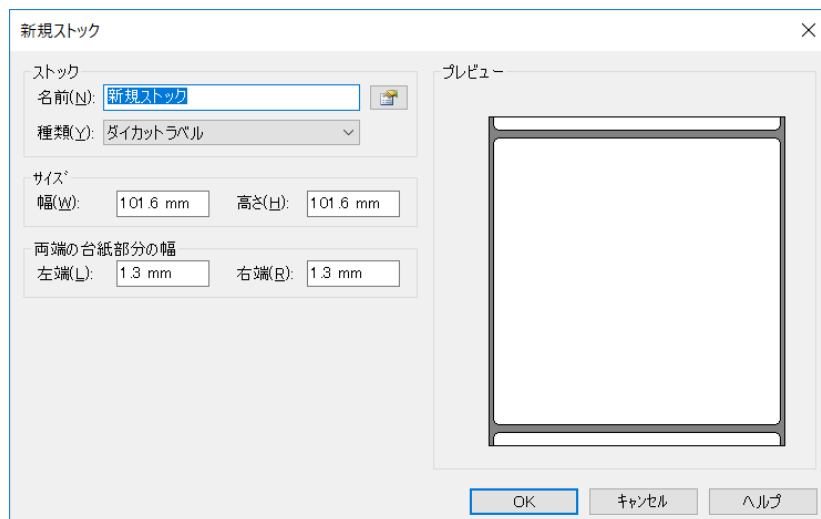 新規ストック
ストック
名前(N): 新規ストック
種類(Y): ダイカットラベル
サイズ
幅(W): 101.6 mm 高さ(H): 101.6 mm
両端の台紙部分の幅
左端(L): 1.3 mm 右端(R): 1.3 mm
プレビュー
OK キャンセル ヘルプ